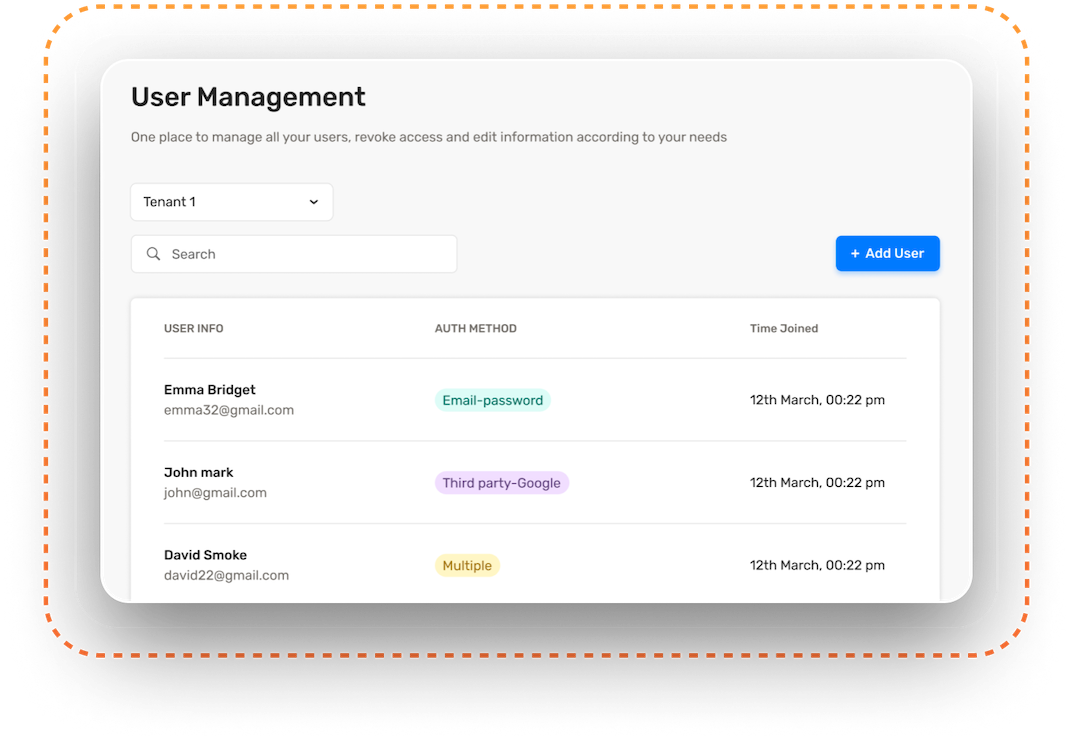 User Management
One place to manage all your users, revoke access and edit information according to your needs
Tenant 1
Search
+ Add User
USER INFO AUTH METHOD Time Joined
Emma Bridget
emma32@gmail.com
Email-password
12th March, 00:22 pm
John mark
john@gmail.com
Third party-Google
12th March, 00:22 pm
David Smoke
david22@gmail.com
Multiple
12th March, 00:22 pm